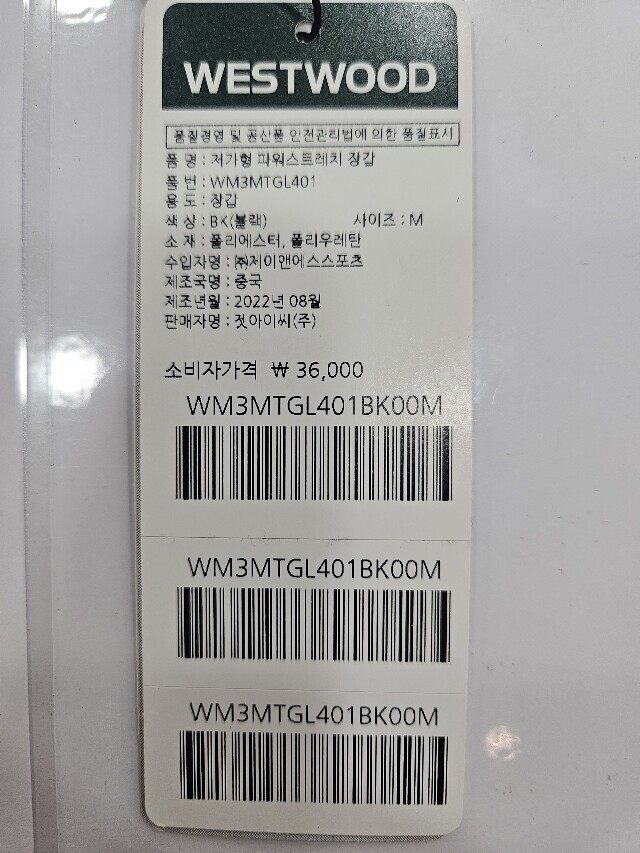 WESTWOOD
품질경영 및 공산품 안전관리법에 의한 품질표시
품 명 : 저가형 파워스트레치 장갑
품 번 : WM3MTGL401
용 도 : 장갑
색 상 : BK(블랙) 사이즈 : M
소 재 : 폴리에스터, 폴리우레탄
수입자명 : ㈜제이앤에스스포츠
제조국명 : 중국
제조년월 : 2022년 08월
판매자명 : 젯아이씨(주)
소비자가격 ₩ 36,000
WM3MTGL401BK00M
WM3MTGL401BK00M
WM3MTGL401BK00M